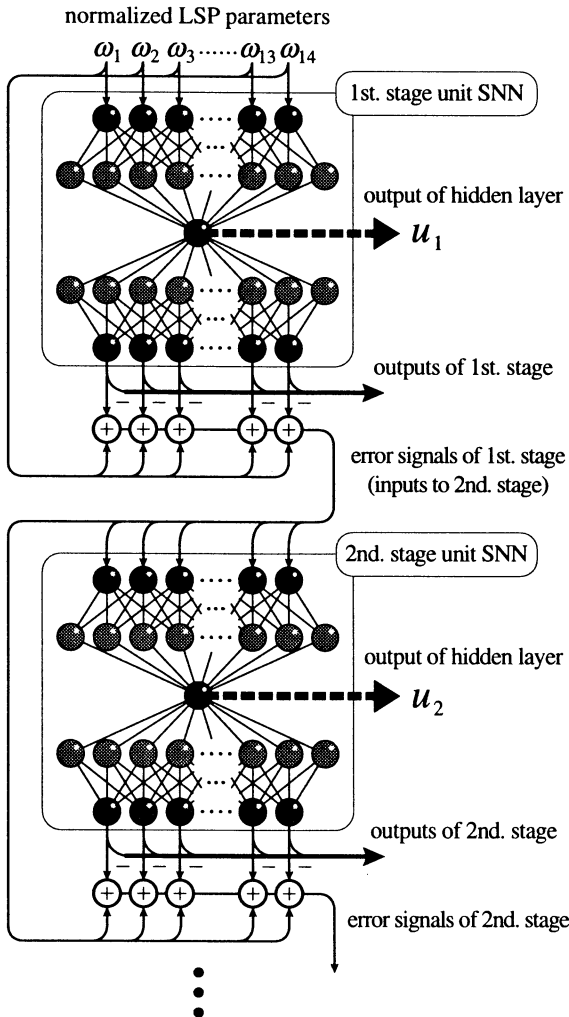 normalized LSP parameters
ω1 ω2 ω3 ······ ω13 ω14
1st. stage unit SNN
output of hidden layer
u1
outputs of 1st. stage
− − − − −
+ + + + +
error signals of 1st. stage
(inputs to 2nd. stage)
2nd. stage unit SNN
output of hidden layer
u2
outputs of 2nd. stage
− − − − −
+ + + + +
error signals of 2nd. stage